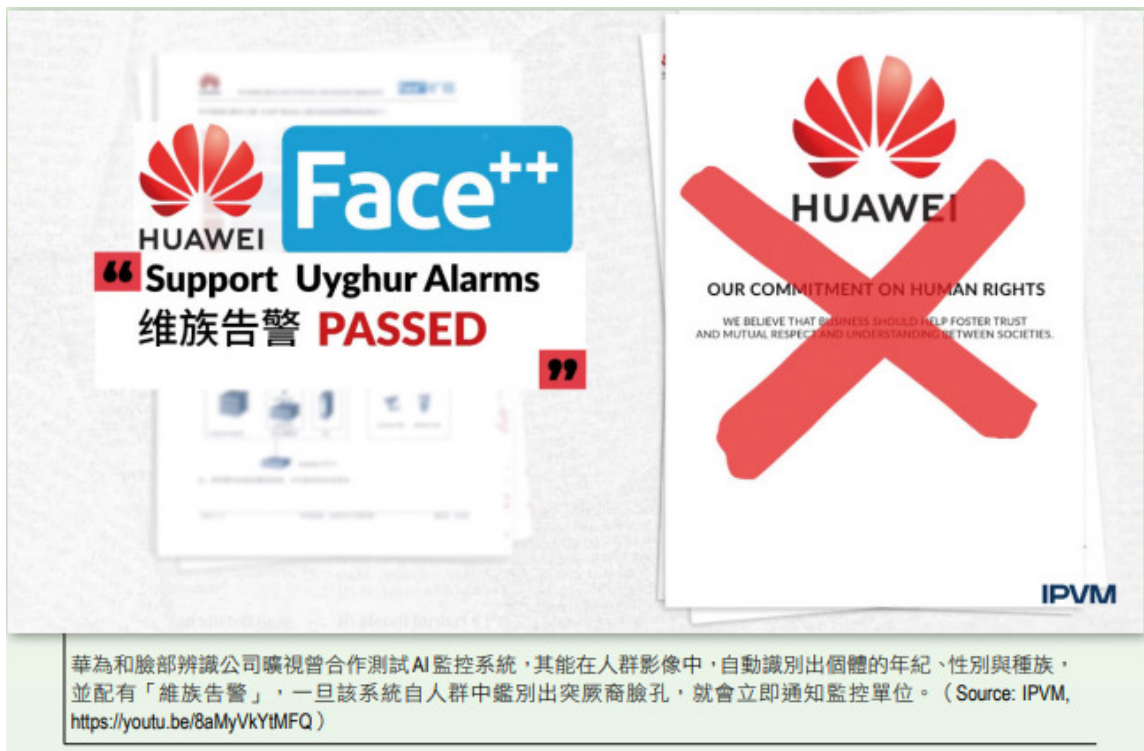 HUAWEI
Face++
“ Support Uyghur Alarms
维族告警 PASSED ”
HUAWEI
OUR COMMITMENT ON HUMAN RIGHTS
WE BELIEVE THAT BUSINESS SHOULD HELP FOSTER TRUST
AND MUTUAL RESPECT AND UNDERSTANDING BETWEEN SOCIETIES.
IPVM
華為和臉部辨識公司曠視曾合作測試AI監控系統，其能在人群影像中，自動識別出個體的年紀、性別與種族，
並配有「維族告警」，一旦該系統自人群中鑑別出突厥裔臉孔，就會立即通知監控單位。（Source: IPVM,
https://youtu.be/8aMyVkYtMFQ）